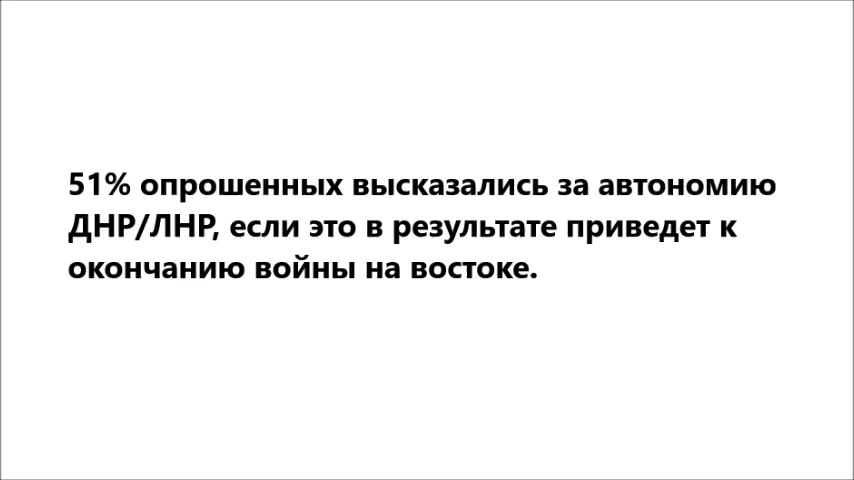 51% опрошенных высказались за автономию
ДНР/ЛНР, если это в результате приведет к
окончанию войны на востоке.